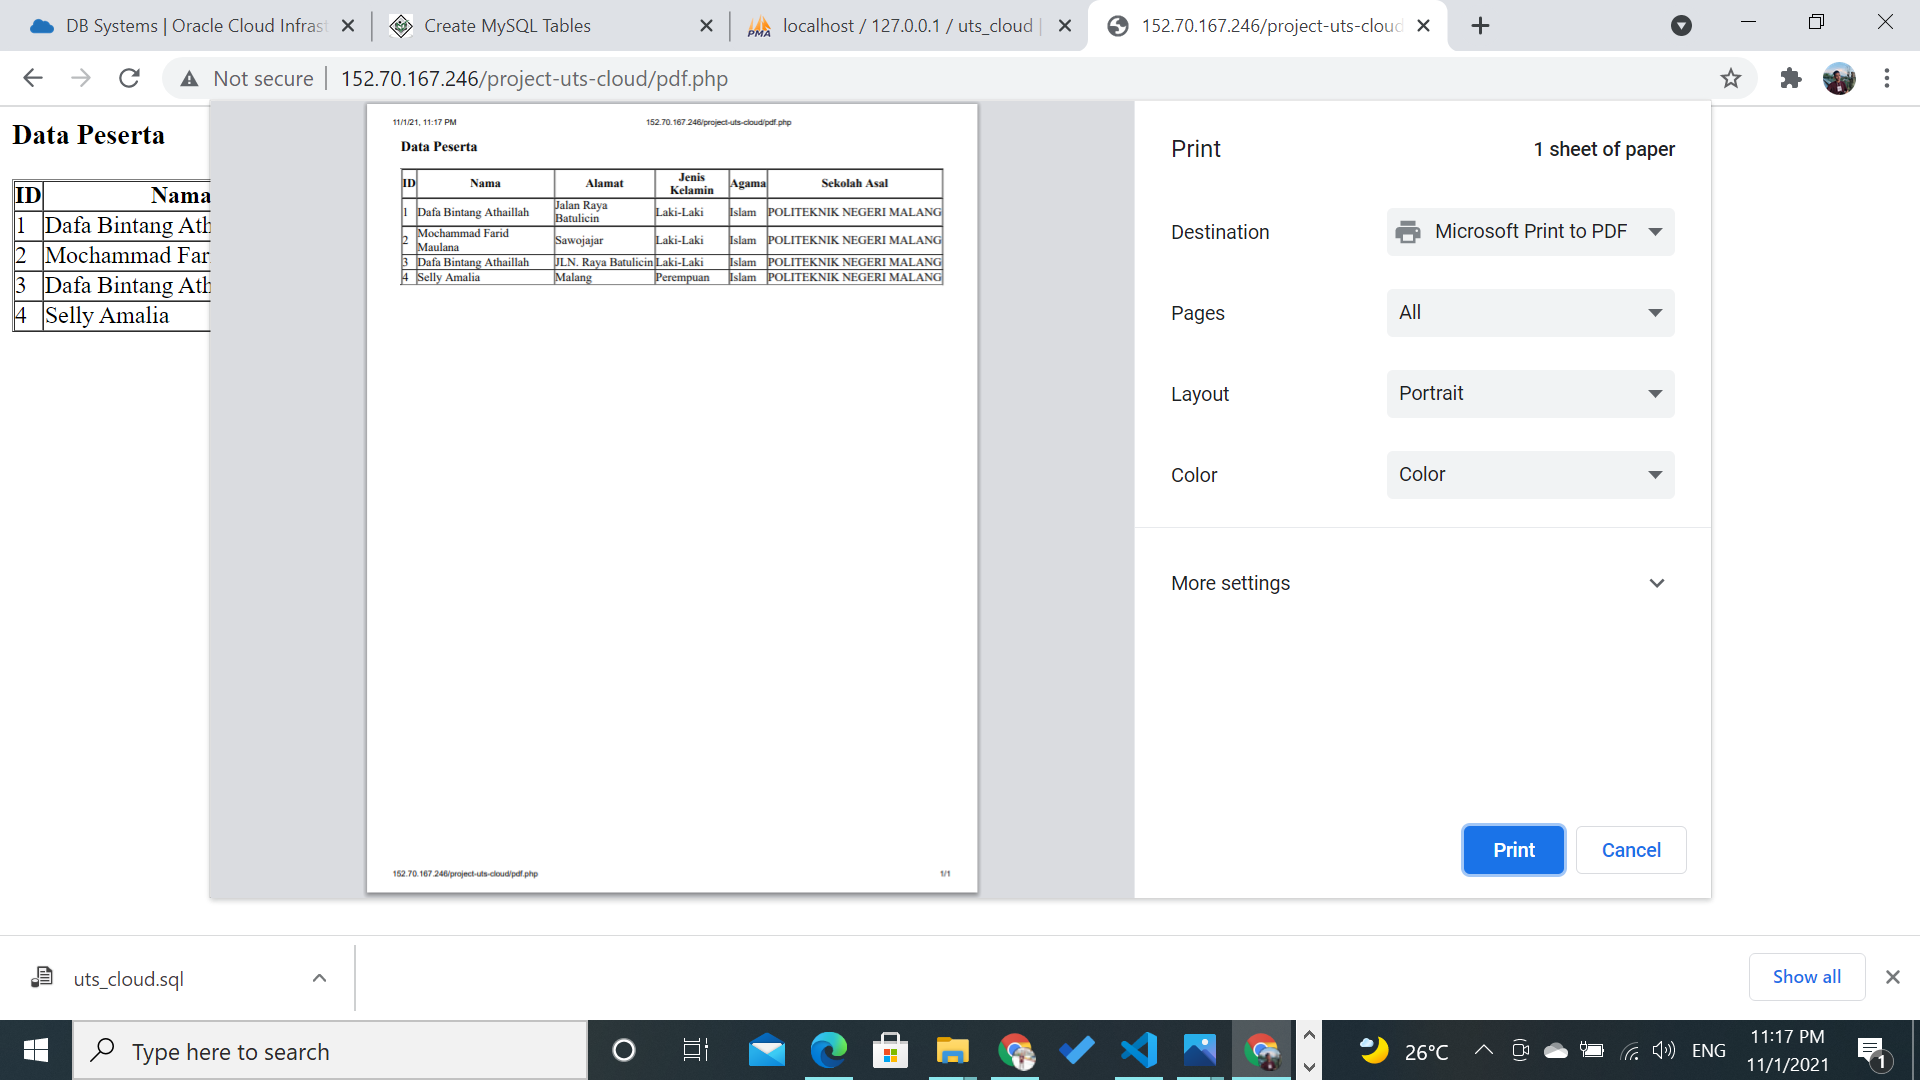 DB Systems | Oracle Cloud Infrast
Create MySQL Tables
PMA
localhost / 127.0.0.1 / uts_cloud |
152.70.167.246/project-uts-cloud
Not secure
152.70.167.246/project-uts-cloud/pdf.php
Data Peserta
ID Nama
1 Dafa Bintang Ath
2 Mochammad Far
3 Dafa Bintang Ath
4 Selly Amalia
11/1/21, 11:17 PM 152.70.167.246/project-uts-cloud/pdf.php
Data Peserta
ID Nama Alamat Jenis Kelamin Agama Sekolah Asal
1 Dafa Bintang Athaillah Jalan Raya Batulicin Laki-Laki Islam POLITEKNIK NEGERI MALANG
2 Mochammad Farid Maulana Sawojajar Laki-Laki Islam POLITEKNIK NEGERI MALANG
3 Dafa Bintang Athaillah JLN. Raya Batulicin Laki-Laki Islam POLITEKNIK NEGERI MALANG
4 Selly Amalia Malang Perempuan Islam POLITEKNIK NEGERI MALANG
152.70.167.246/project-uts-cloud/pdf.php 1/1
Print 1 sheet of paper
Destination Microsoft Print to PDF
Pages All
Layout Portrait
Color Color
More settings
Print Cancel
uts_cloud.sql
Show all
Type here to search
26°C
ENG
11:17 PM
11/1/2021
1